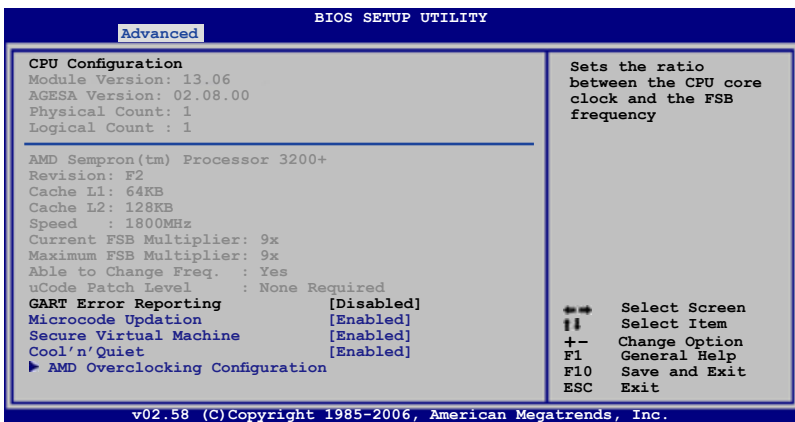 BIOS SETUP UTILITY
Advanced
CPU Configuration
Module Version: 13.06
AGESA Version: 02.08.00
Physical Count: 1
Logical Count : 1
AMD Sempron(tm) Processor 3200+
Revision: F2
Cache L1: 64KB
Cache L2: 128KB
Speed : 1800MHz
Current FSB Multiplier: 9x
Maximum FSB Multiplier: 9x
Able to Change Freq. : Yes
uCode Patch Level : None Required
GART Error Reporting [Disabled]
Microcode Updation [Enabled]
Secure Virtual Machine [Enabled]
Cool'n'Quiet [Enabled]
AMD Overclocking Configuration
Sets the ratio
between the CPU core
clock and the FSB
frequency
←→ Select Screen
↑↓ Select Item
+- Change Option
F1 General Help
F10 Save and Exit
ESC Exit
v02.58 (C)Copyright 1985-2006, American Megatrends, Inc.